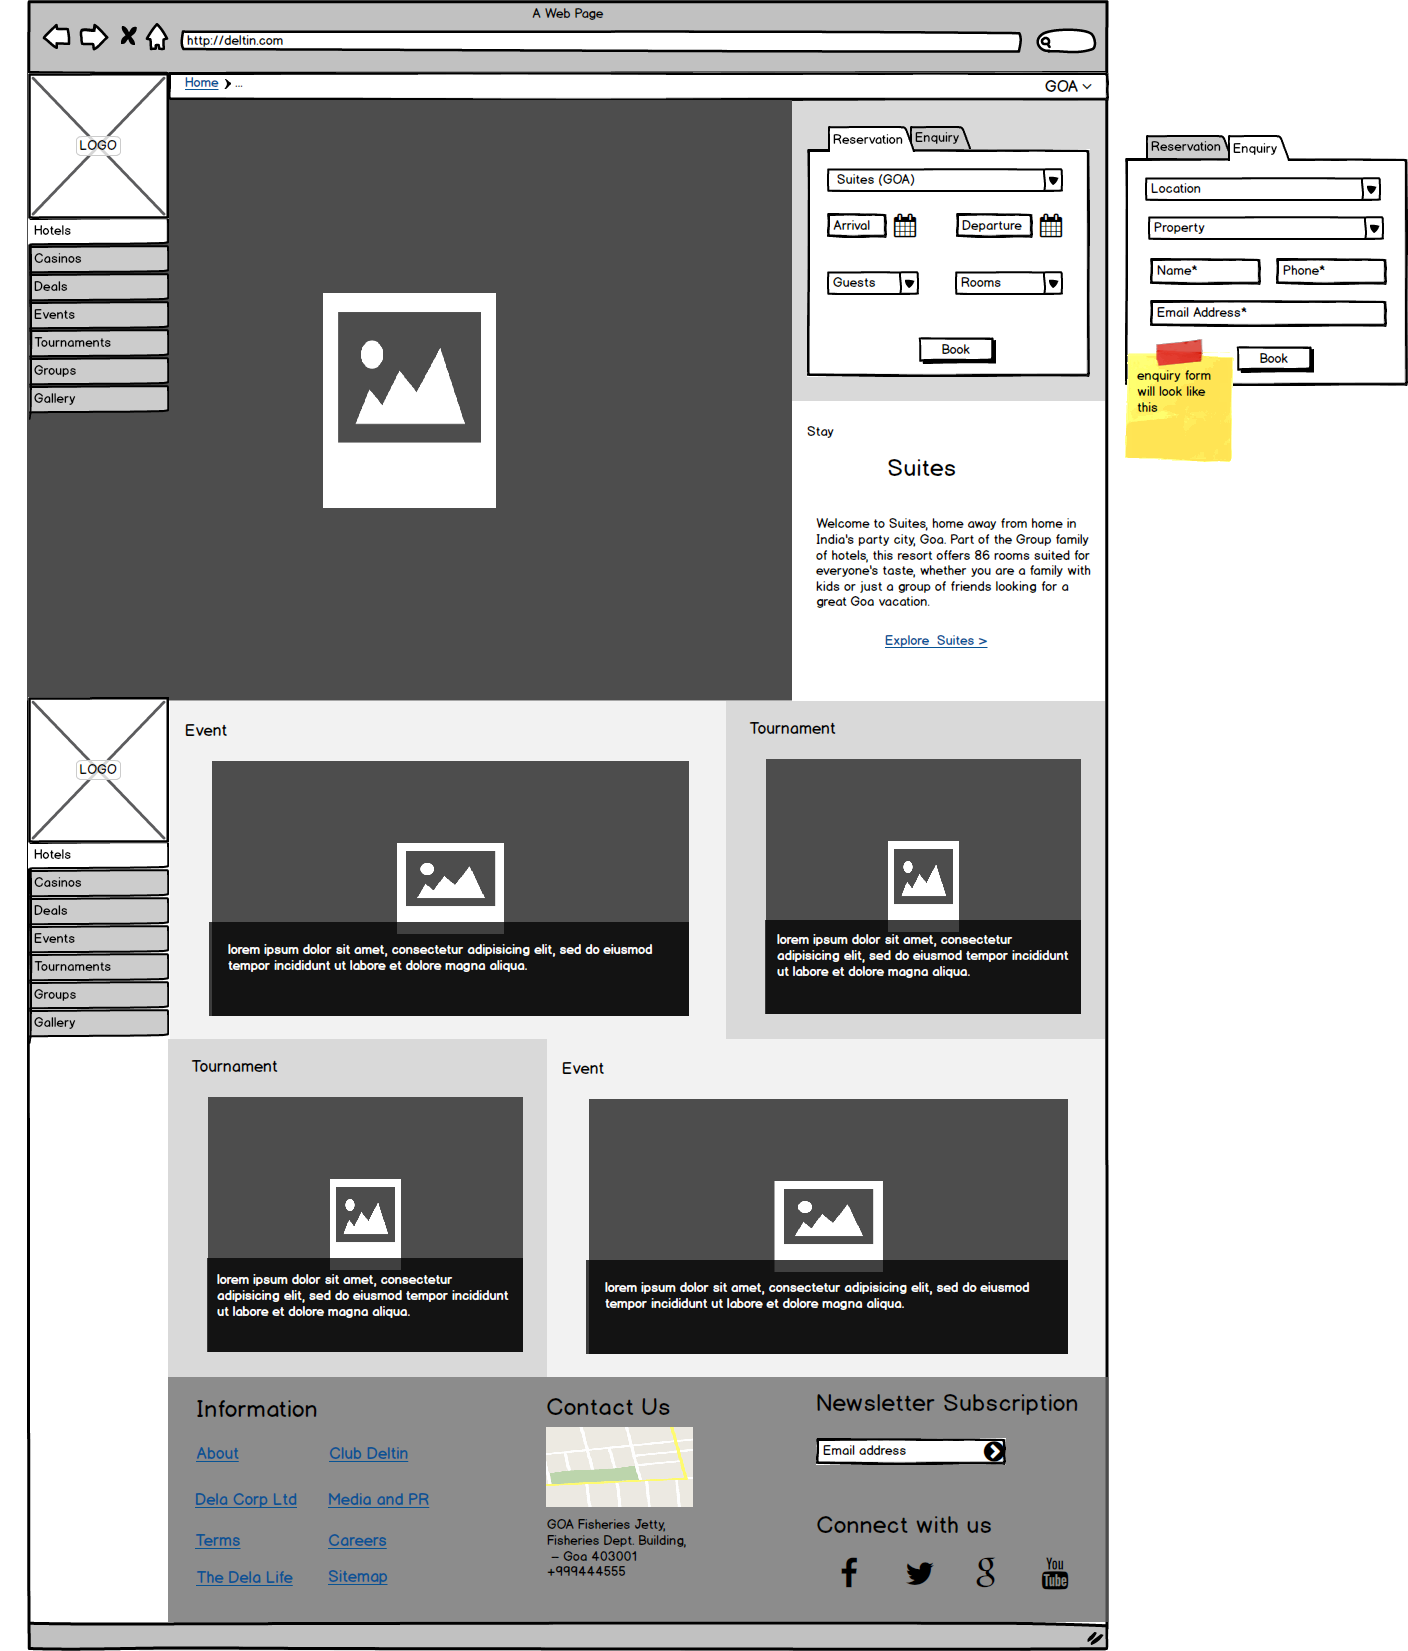 A Web Page
http://deltin.com
Home ...
GOA
LOGO
Hotels
Casinos
Deals
Events
Tournaments
Groups
Gallery
Reservation Enquiry
Suites (GOA)
Arrival Departure
Guests Rooms
Book
Reservation Enquiry
Location
Property
Name* Phone*
Email Address*
Book
enquiry form
will look like
this
Stay
Suites
Welcome to Suites, home away from home in
India's party city, Goa. Part of the Group family
of hotels, this resort offers 86 rooms suited for
everyone's taste, whether you are a family with
kids or just a group of friends looking for a
great Goa vacation.
Explore Suites >
LOGO
Hotels
Casinos
Deals
Events
Tournaments
Groups
Gallery
Event
lorem ipsum dolor sit amet, consectetur adipisicing elit, sed do eiusmod
tempor incididunt ut labore et dolore magna aliqua.
Tournament
lorem ipsum dolor sit amet, consectetur
adipisicing elit, sed do eiusmod tempor incididunt
ut labore et dolore magna aliqua.
Tournament
lorem ipsum dolor sit amet, consectetur
adipisicing elit, sed do eiusmod tempor incididunt
ut labore et dolore magna aliqua.
Event
lorem ipsum dolor sit amet, consectetur adipisicing elit, sed do eiusmod
tempor incididunt ut labore et dolore magna aliqua.
Information
About Club Deltin
Dela Corp Ltd Media and PR
Terms Careers
The Dela Life Sitemap
Contact Us
GOA Fisheries Jetty,
Fisheries Dept. Building,
– Goa 403001
+999444555
Newsletter Subscription
Email address
Connect with us
You
Tube